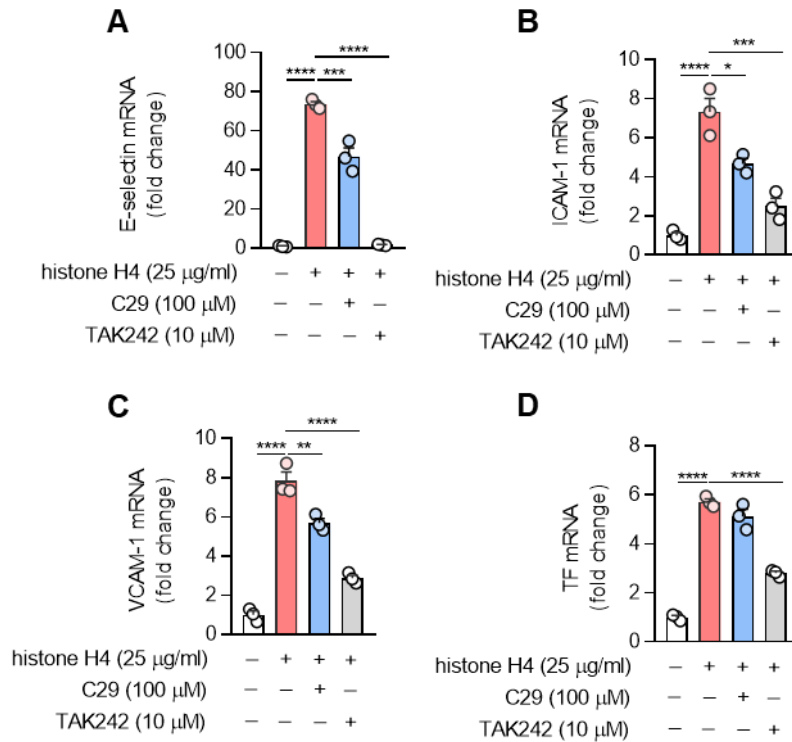 A
E-selectin mRNA
(fold change)
100
80
60
40
20
0
**** *** ****
histone H4 (25 μg/ml) – + + +
C29 (100 μM) – – + –
TAK242 (10 μM) – – – +
B
ICAM-1 mRNA
(fold change)
10
8
6
4
2
0
**** * ***
histone H4 (25 μg/ml) – + + +
C29 (100 μM) – – + –
TAK242 (10 μM) – – – +
C
VCAM-1 mRNA
(fold change)
10
8
6
4
2
0
**** ** ****
histone H4 (25 μg/ml) – + + +
C29 (100 μM) – – + –
TAK242 (10 μM) – – – +
D
TF mRNA
(fold change)
8
6
4
2
0
**** ****
histone H4 (25 μg/ml) – + + +
C29 (100 μM) – – + –
TAK242 (10 μM) – – – +